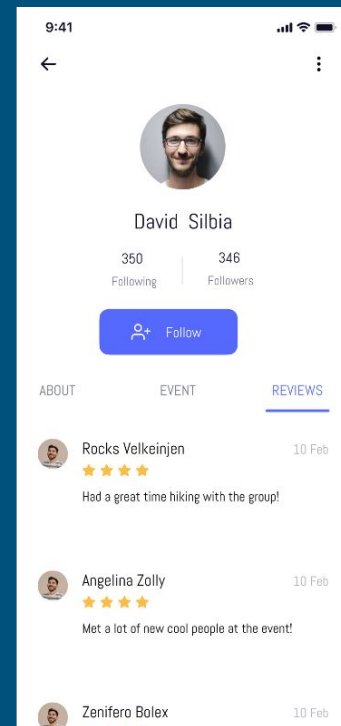 9:41
David Silbia
350 346
Following Followers
Follow
ABOUT EVENT REVIEWS
Rocks Velkeinjen 10 Feb
Had a great time hiking with the group!
Angelina Zolly 10 Feb
Met a lot of new cool people at the event!
Zenifero Bolex 10 Feb